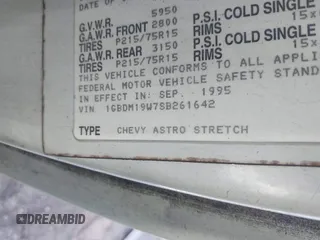 DATE OF
G.V.W.R. 5950
G.A.W.R. FRONT 2800 P.S.I. COLD SINGLE
TIRES P215/75R15 RIMS 15x
G.A.W.R. REAR 3150 P.S.I. COLD SINGLE
TIRES P215/75R15 RIMS 15x
THIS VEHICLE CONFORMS TO ALL APPLI
FEDERAL MOTOR VEHICLE SAFETY STAND
IN EFFECT IN: SEP. 1995
VIN 1GBDM19W7SB261642
TYPE CHEVY ASTRO STRETCH
DREAMBID